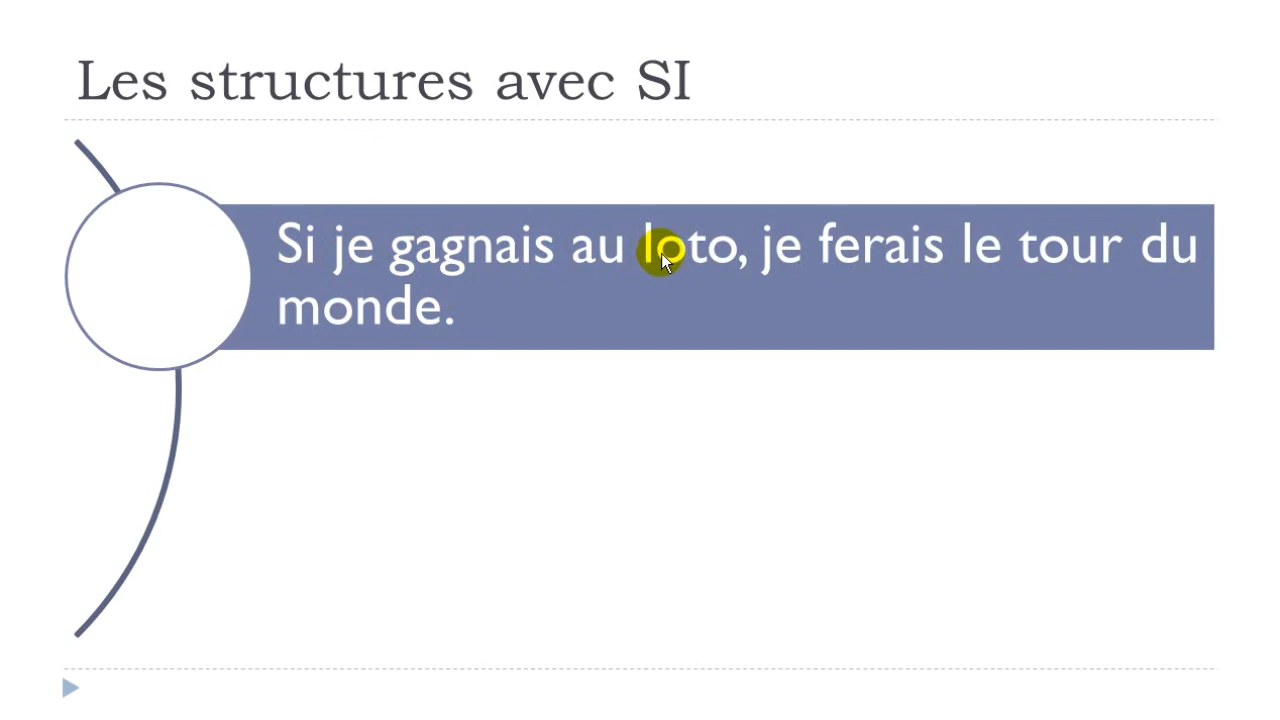 Les structures avec SI
Si je gagnais au loto, je ferais le tour du
monde.